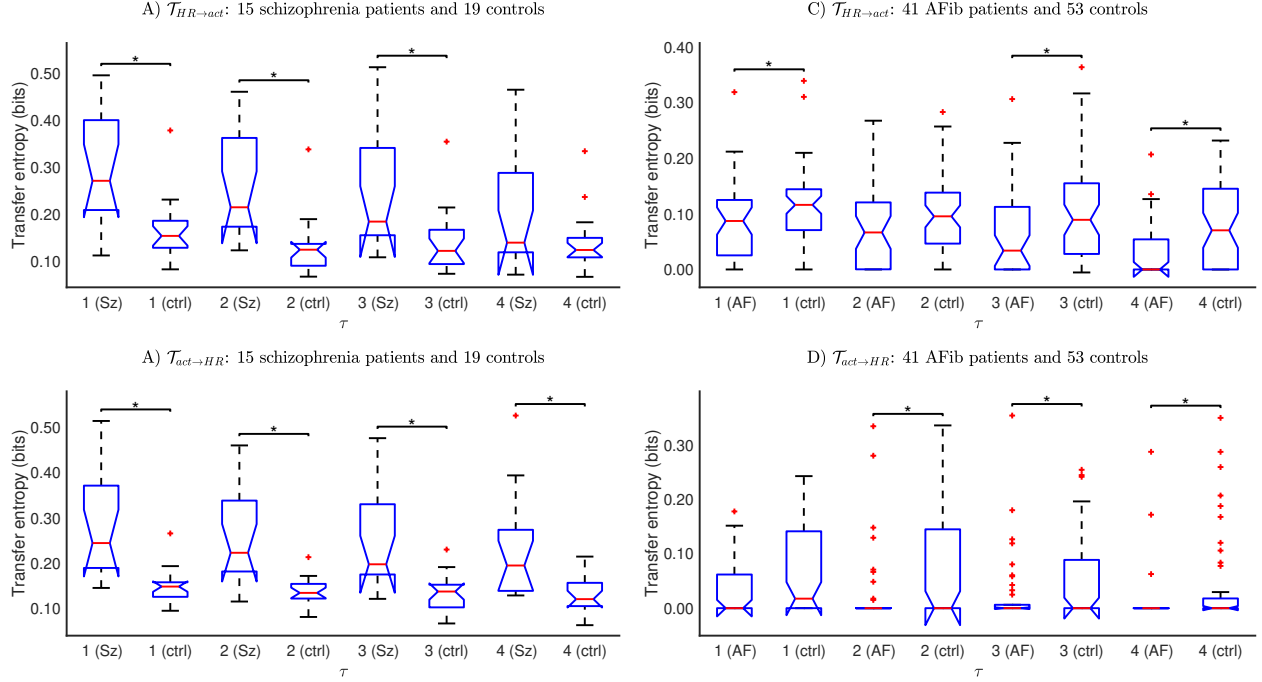 A) 𝒯HR→act: 15 schizophrenia patients and 19 controls
Transfer entropy (bits)
0.50
0.40
0.30
0.20
0.10
* * *
1 (Sz) 1 (ctrl) 2 (Sz) 2 (ctrl) 3 (Sz) 3 (ctrl) 4 (Sz) 4 (ctrl)
τ
C) 𝒯HR→act: 41 AFib patients and 53 controls
Transfer entropy (bits)
0.40
0.30
0.20
0.10
0.00
* * *
1 (AF) 1 (ctrl) 2 (AF) 2 (ctrl) 3 (AF) 3 (ctrl) 4 (AF) 4 (ctrl)
τ
A) 𝒯act→HR: 15 schizophrenia patients and 19 controls
Transfer entropy (bits)
0.50
0.40
0.30
0.20
0.10
* * * *
1 (Sz) 1 (ctrl) 2 (Sz) 2 (ctrl) 3 (Sz) 3 (ctrl) 4 (Sz) 4 (ctrl)
τ
D) 𝒯act→HR: 41 AFib patients and 53 controls
Transfer entropy (bits)
0.30
0.20
0.10
0.00
* * *
1 (AF) 1 (ctrl) 2 (AF) 2 (ctrl) 3 (AF) 3 (ctrl) 4 (AF) 4 (ctrl)
τ